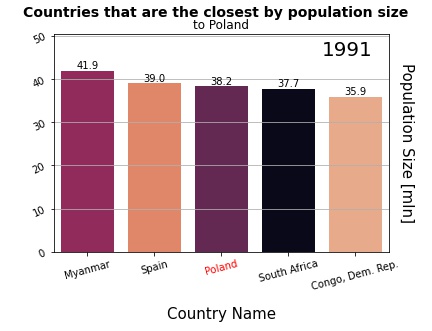 Countries that are the closest by population size
to Poland
1991
50
40
30
20
10
0
41.9
39.0
38.2
37.7
35.9
Myanmar
Spain
Poland
South Africa
Congo, Dem. Rep.
Country Name
Population Size [mln]